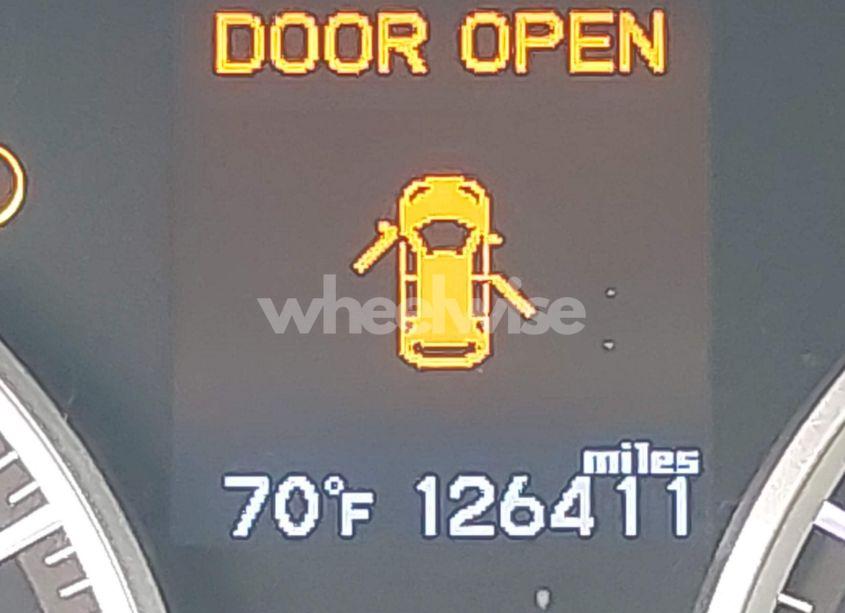 DOOR OPEN
wheelwise
miles
70°F 126411